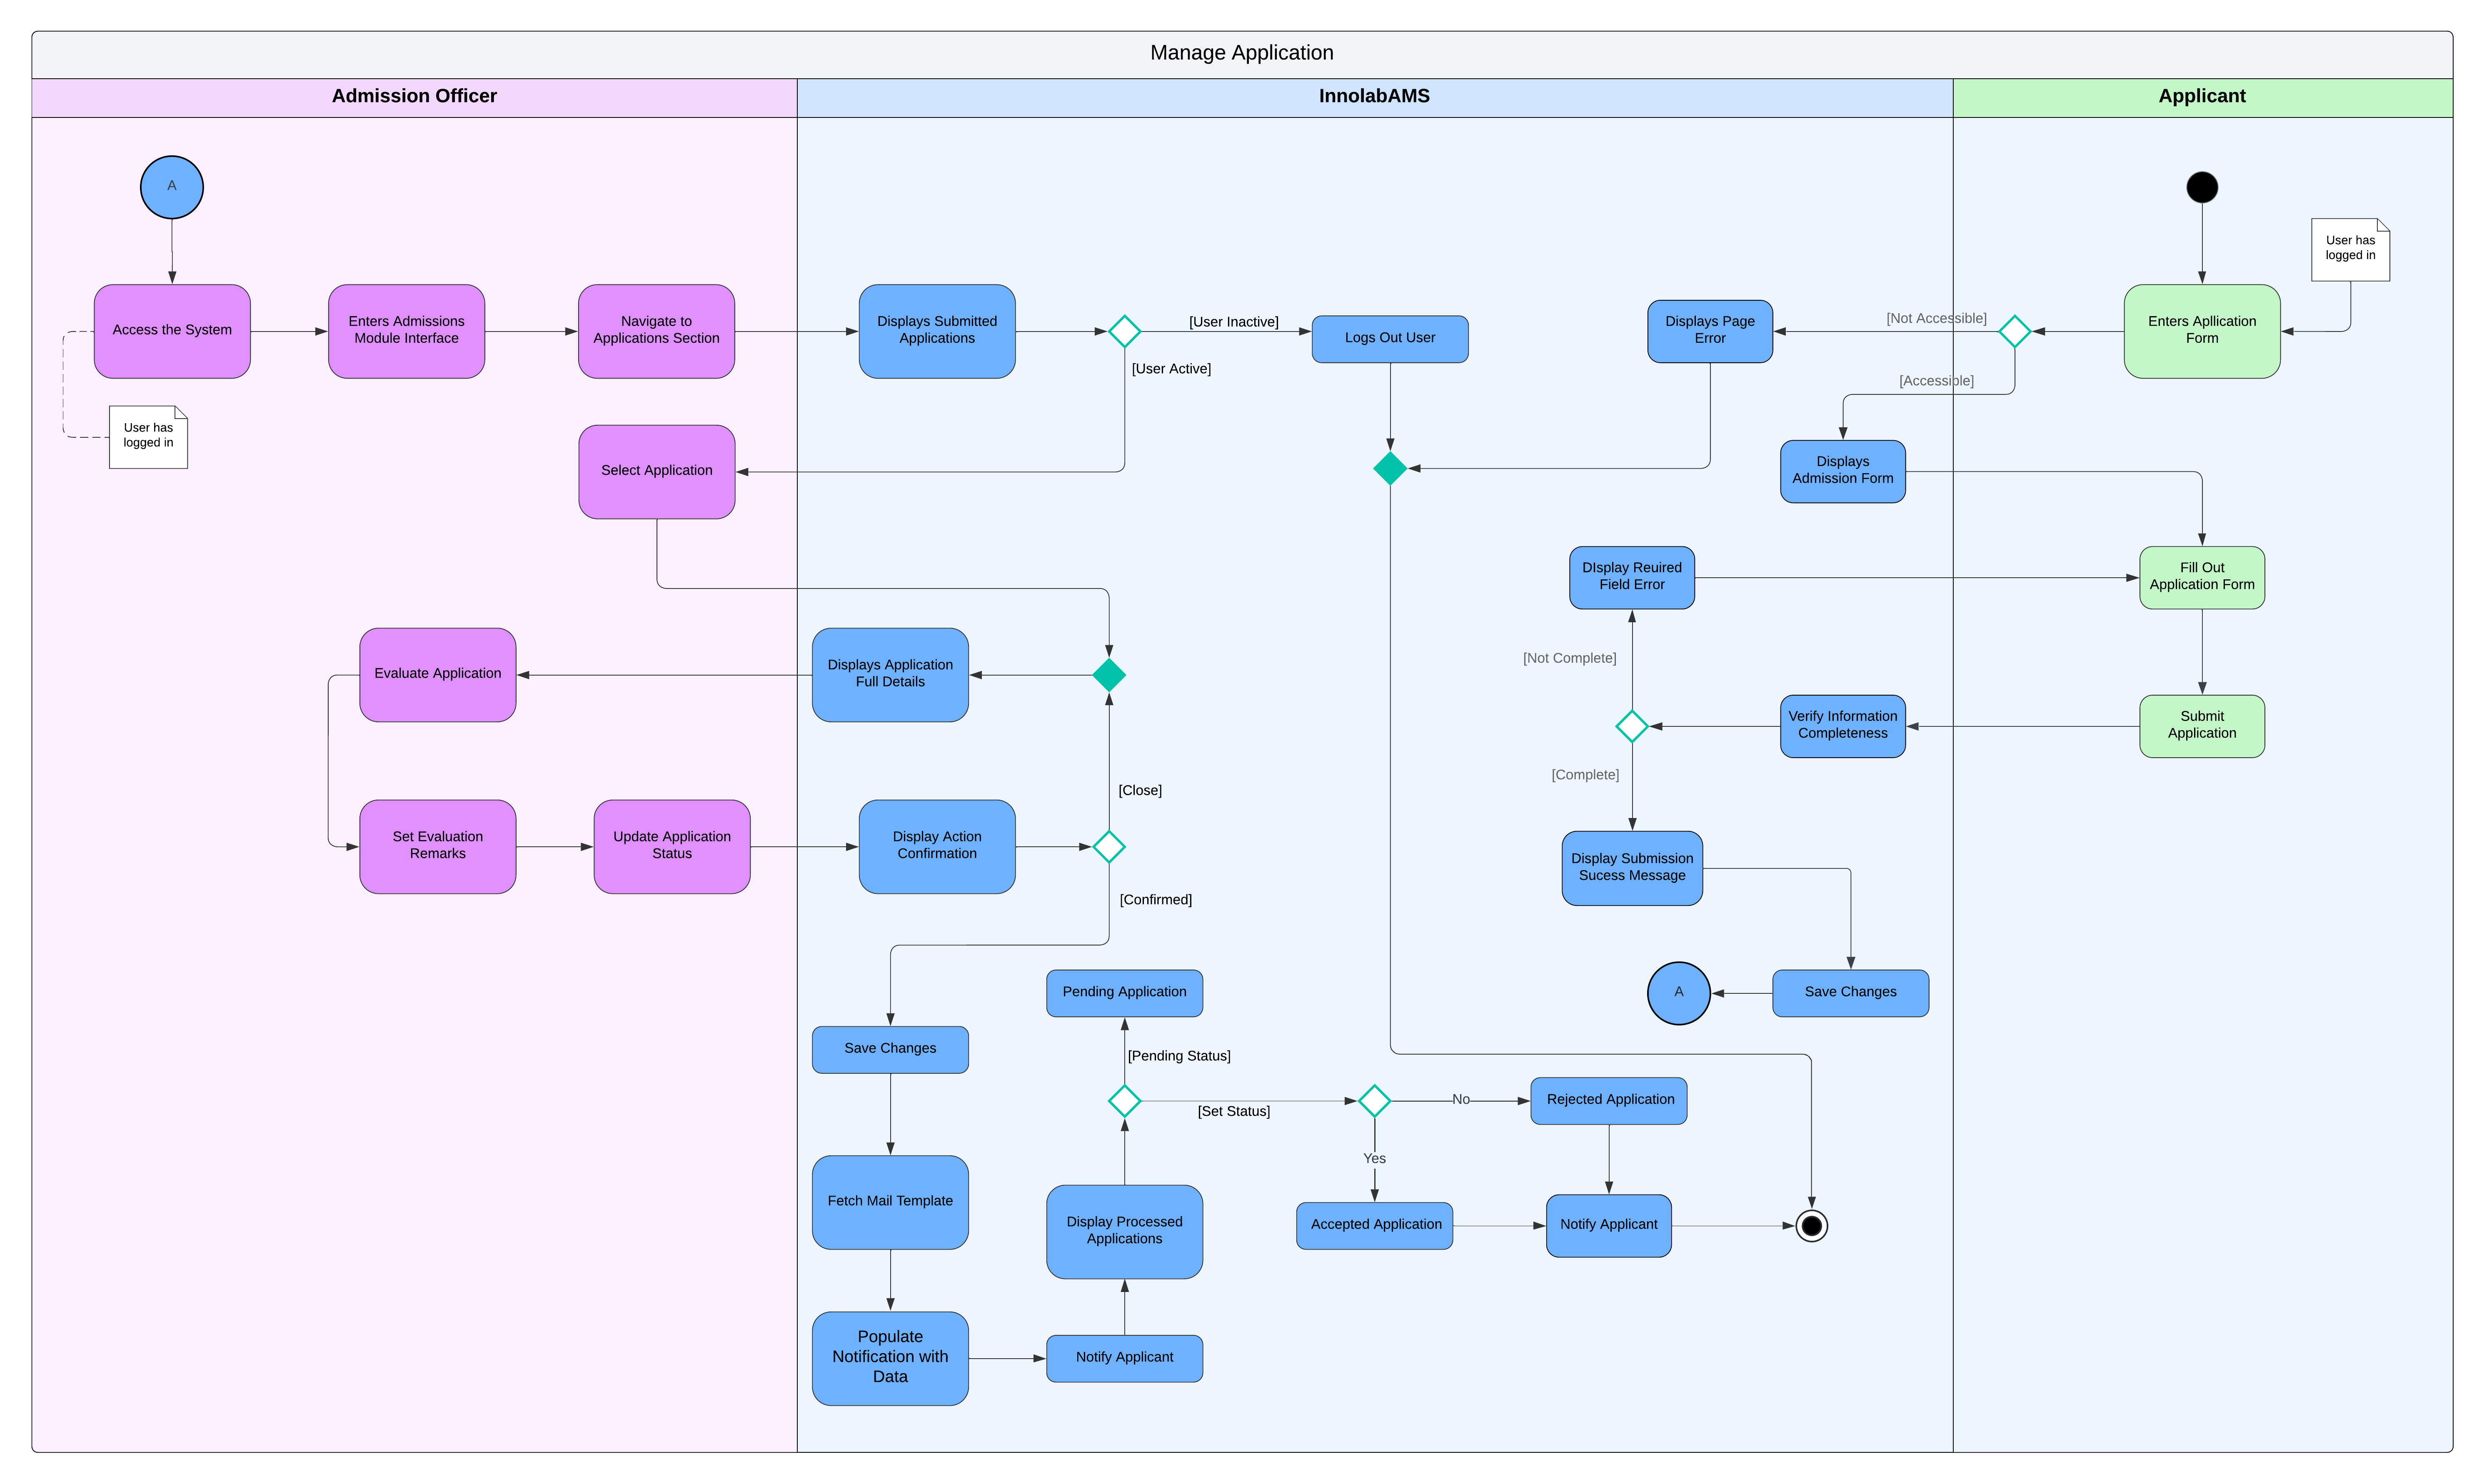 Manage Application
Admission Officer
InnolabAMS
Applicant
A
User has
logged in
Access the System
Enters Admissions
Module Interface
Navigate to
Applications Section
Displays Submitted
Applications
[User Inactive]
[User Active]
Logs Out User
Displays Page
Error
[Not Accessible]
[Accessible]
Enters Apllication
Form
User has
logged in
Select Application
Displays
Admission Form
DIsplay Reuired
Field Error
Fill Out
Application Form
Evaluate Application
Displays Application
Full Details
[Not Complete]
Verify Information
Completeness
Submit
Application
[Complete]
[Close]
Set Evaluation
Remarks
Update Application
Status
Display Action
Confirmation
[Confirmed]
Display Submission
Sucess Message
Pending Application
A
Save Changes
Save Changes
[Pending Status]
[Set Status]
No
Rejected Application
Yes
Fetch Mail Template
Display Processed
Applications
Accepted Application
Notify Applicant
Populate
Notification with
Data
Notify Applicant